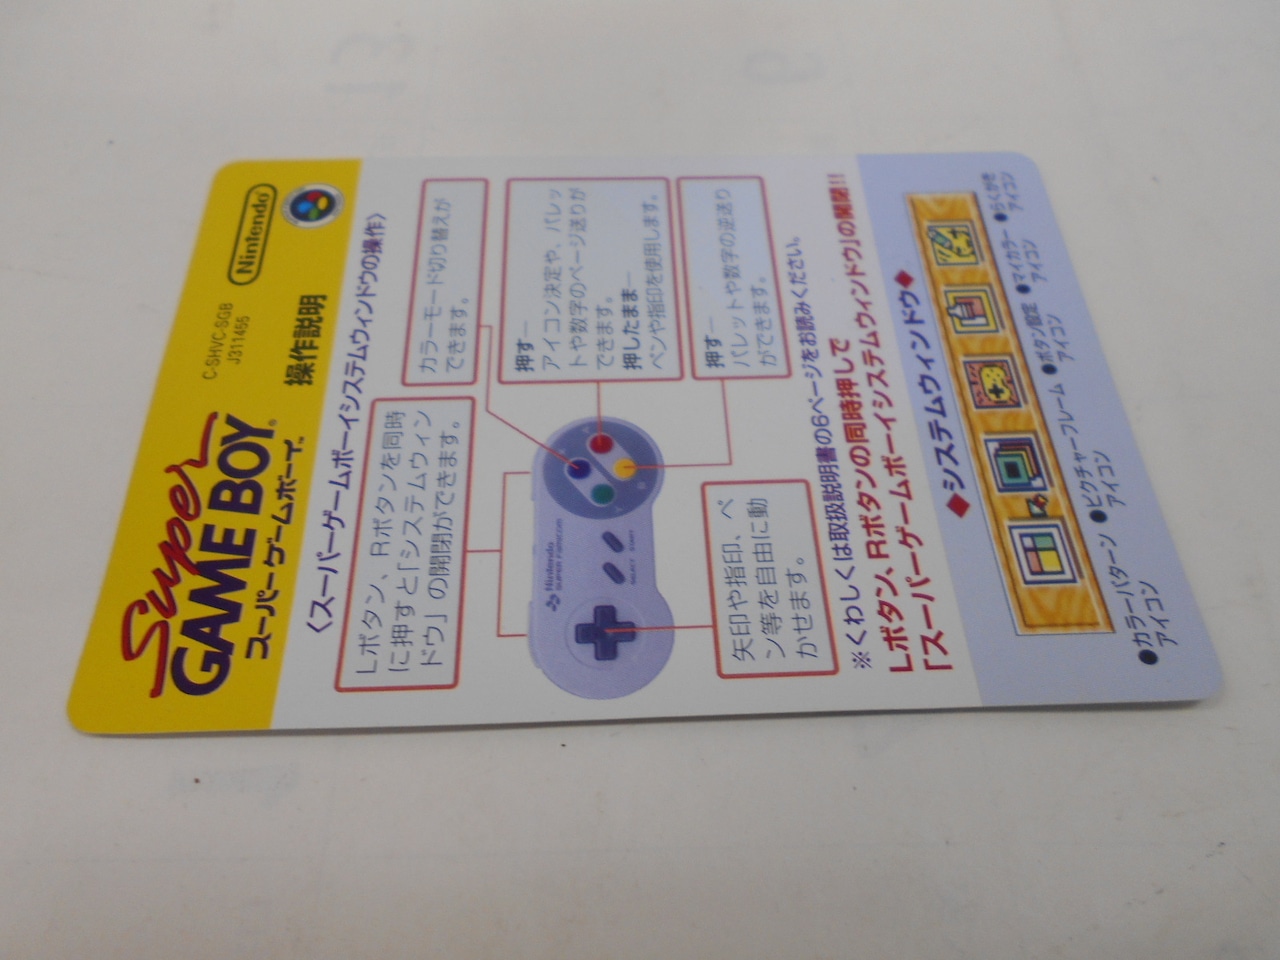 Super
GAME BOY®
スーパーゲームボーイ™
C-SHVC-SGB
J311455
操作説明
Nintendo®
〈スーパーゲームボーイシステムウィンドウの操作〉
Lボタン、Rボタンを同時
に押すと「システムウィン
ドウ」の開閉ができます。
カラーモード切り替えが
できます。
押す―
アイコン決定や、パレッ
トや数字のページ送りが
できます。
押したまま―
ペンや指印を使用します。
押す―
パレットや数字の逆送り
ができます。
Nintendo
SUPER FAMICOM
SELECT
START
矢印や指印、ペ
ン等を自由に動
かせます。
※くわしくは取扱説明書の6ページをお読みください。
Lボタン、Rボタンの同時押しで
「スーパーゲームボーイシステムウィンドウ」の開閉!!
◆システムウィンドウ◆
●カラーパターン
アイコン
●ピクチャーフレーム
アイコン
●ボタン設定
アイコン
●マイカラー
アイコン
●らくがき
アイコン